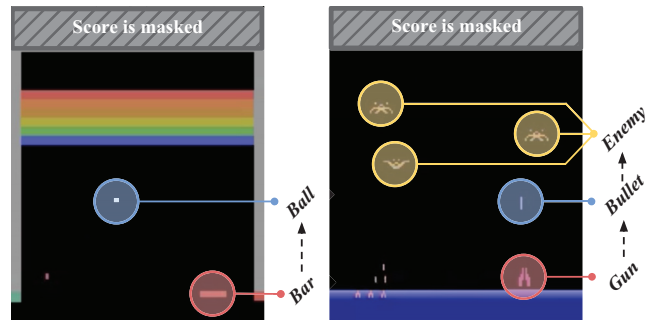 Score is masked
Score is masked
Ball
Bar
Enemy
Bullet
Gun